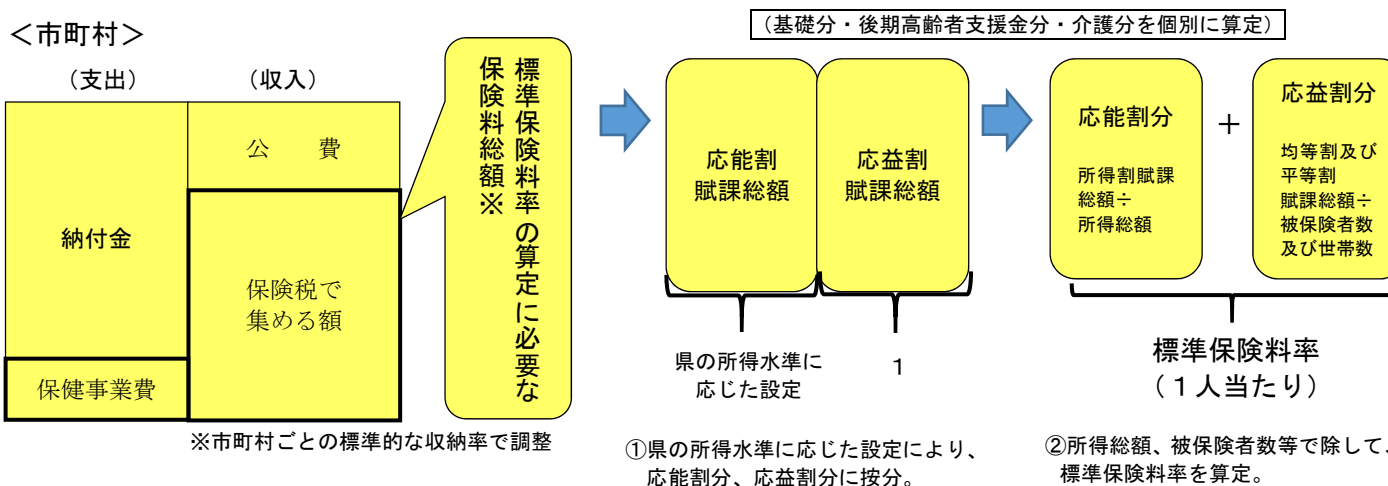 ＜市町村＞
（支出）
（収入）
公　　費
納付金
保険税で
集める額
保健事業費
※市町村ごとの標準的な収納率で調整
標準保険料率の算定に必要な
保険料総額※
（基礎分・後期高齢者支援金分・介護分を個別に算定）
応能割
賦課総額
応益割
賦課総額
県の所得水準に
応じた設定
１
①県の所得水準に応じた設定により、
応能割分、応益割分に按分。
応能割分
所得割賦課
総額÷
所得総額
＋
応益割分
均等割及び
平等割
賦課総額÷
被保険者数
及び世帯数
標準保険料率
（１人当たり）
②所得総額、被保険者数等で除して、
標準保険料率を算定。